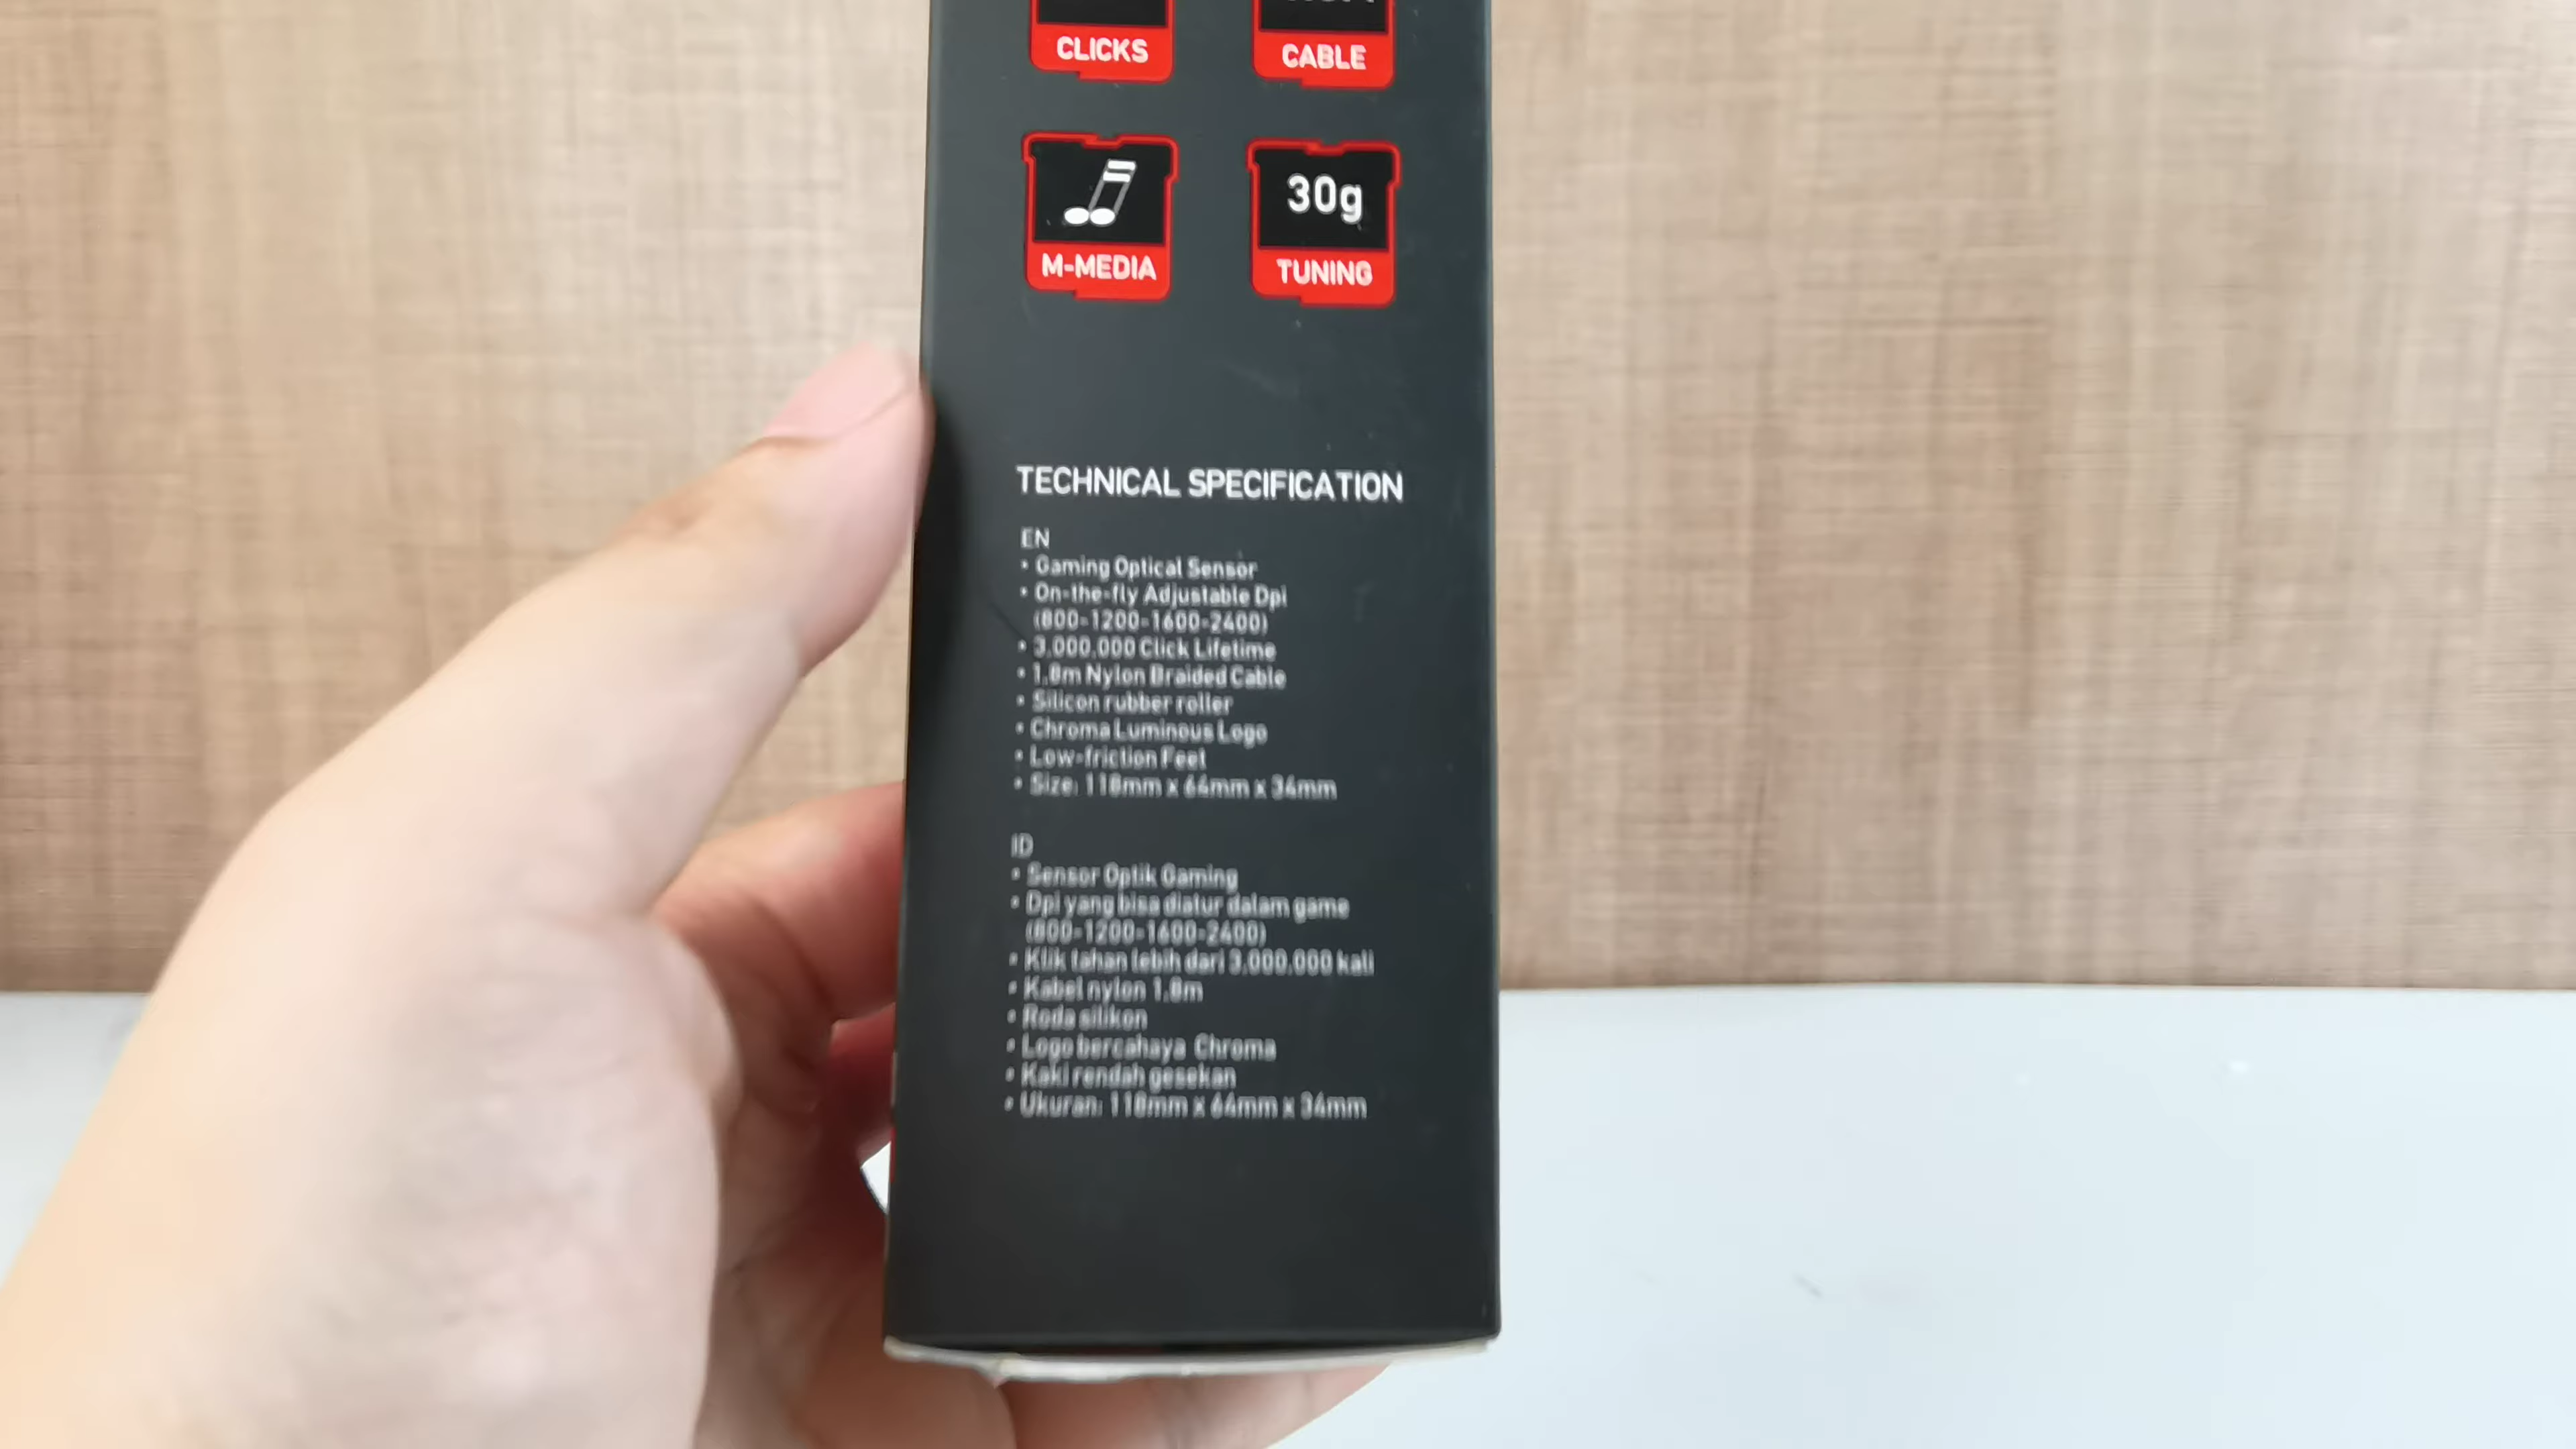 CLICKS
CABLE
M-MEDIA
30g
TUNING
TECHNICAL SPECIFICATION
EN
• Gaming Optical Sensor
• On-the-fly Adjustable Dpi
(800-1200-1600-2400)
• 3.000.000 Click Lifetime
• 1.8m Nylon Braided Cable
• Silicon rubber roller
• Chroma Luminous Logo
• Low-friction Feet
• Size: 118mm x 64mm x 34mm
ID
• Sensor Optik Gaming
• Dpi yang bisa diatur dalam game
(800-1200-1600-2400)
• Klik tahan lebih dari 3.000.000 kali
• Kabel nylon 1.8m
• Roda silikon
• Logo bercahaya Chroma
• Kaki rendah gesekan
• Ukuran: 118mm x 64mm x 34mm